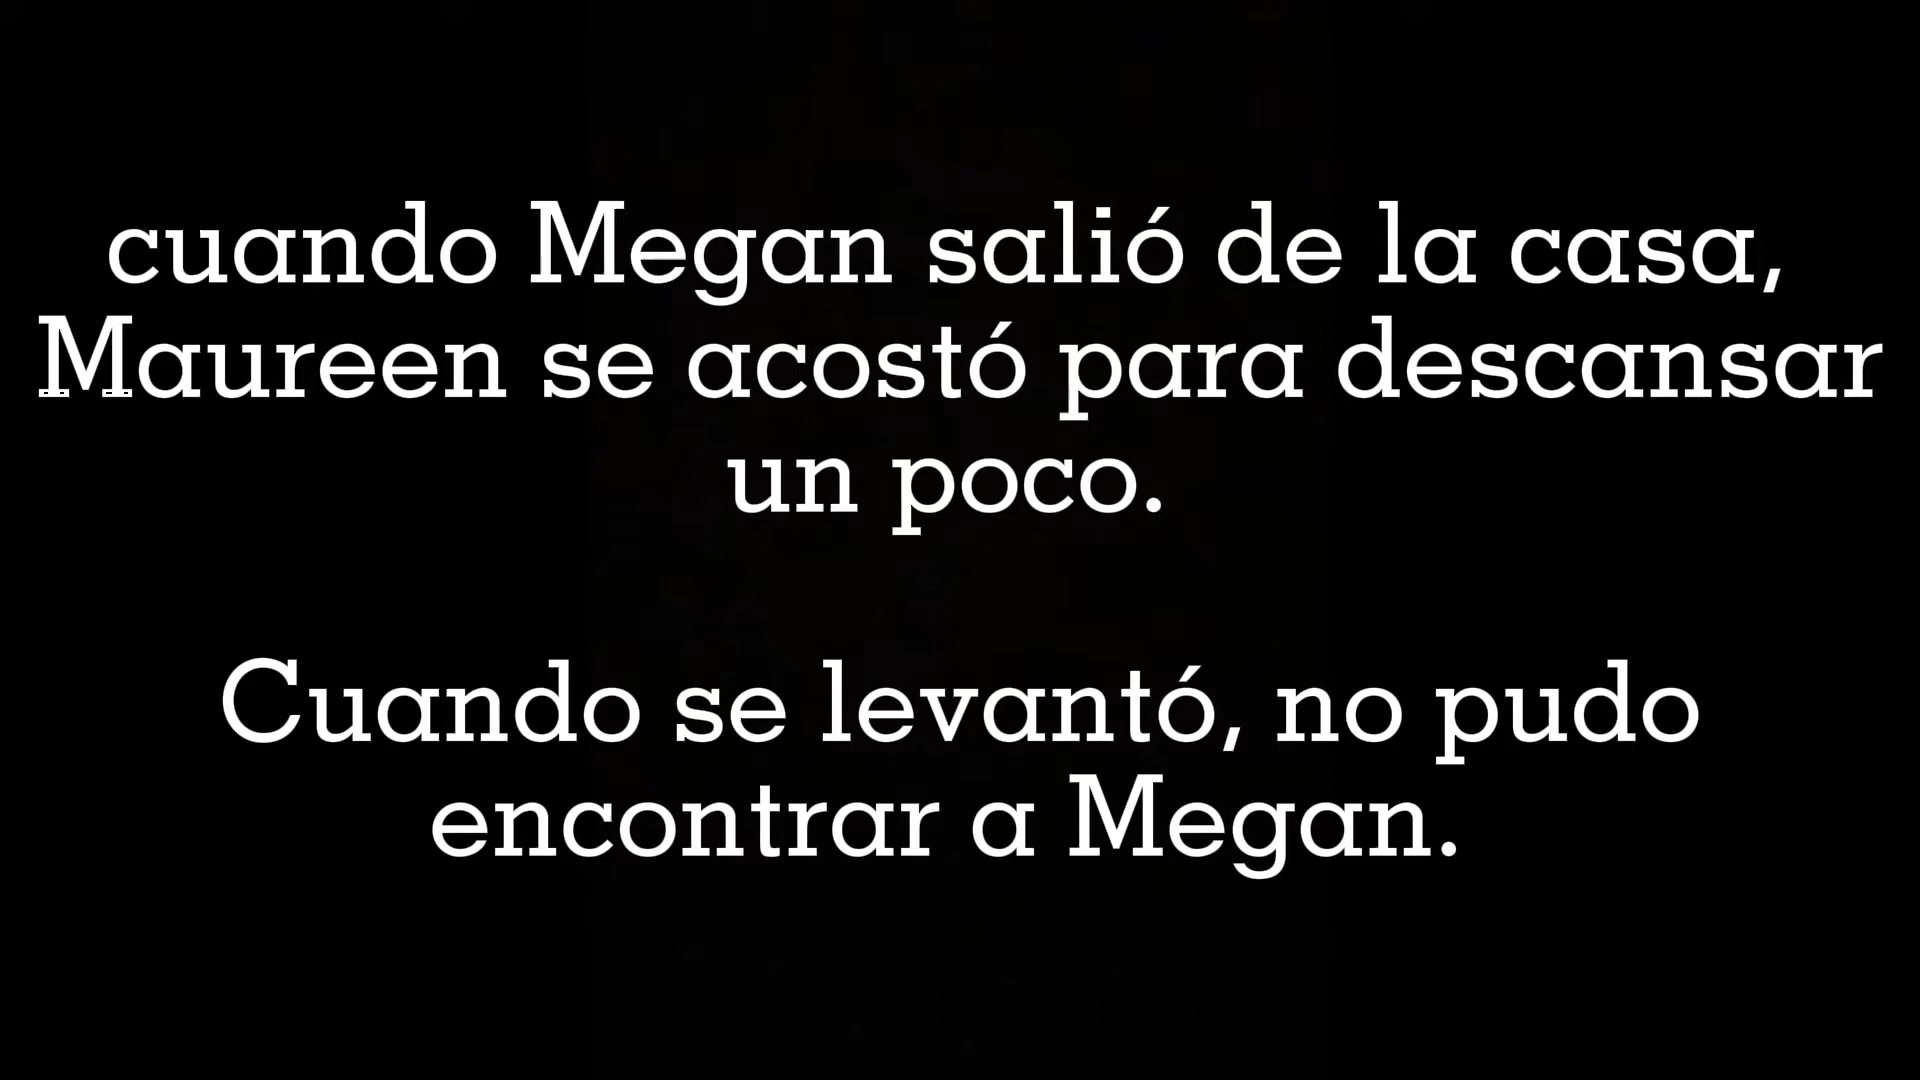 cuando Megan salió de la casa,
Maureen se acostó para descansar
un poco.
Cuando se levantó, no pudo
encontrar a Megan.